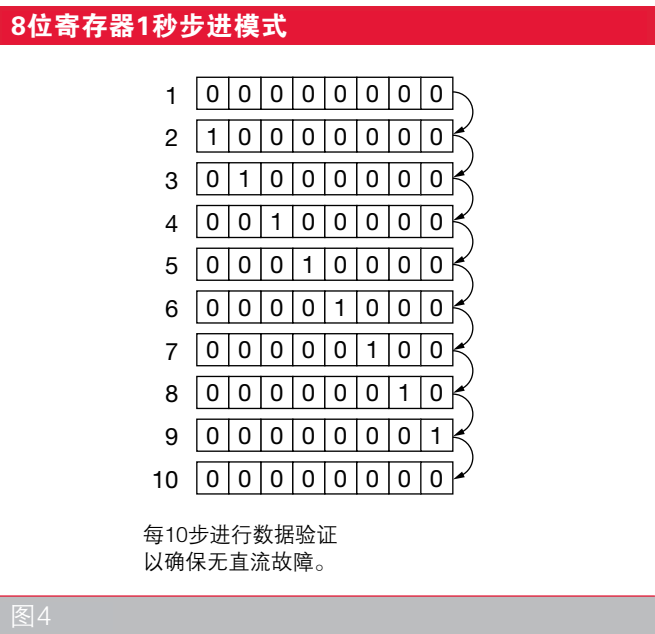 8位寄存器1秒步进模式
1 0 0 0 0 0 0 0 0
2 1 0 0 0 0 0 0 0
3 0 1 0 0 0 0 0 0
4 0 0 1 0 0 0 0 0
5 0 0 0 1 0 0 0 0
6 0 0 0 0 1 0 0 0
7 0 0 0 0 0 1 0 0
8 0 0 0 0 0 0 1 0
9 0 0 0 0 0 0 0 1
10 0 0 0 0 0 0 0 0
每10步进行数据验证
以确保无直流故障。
图4